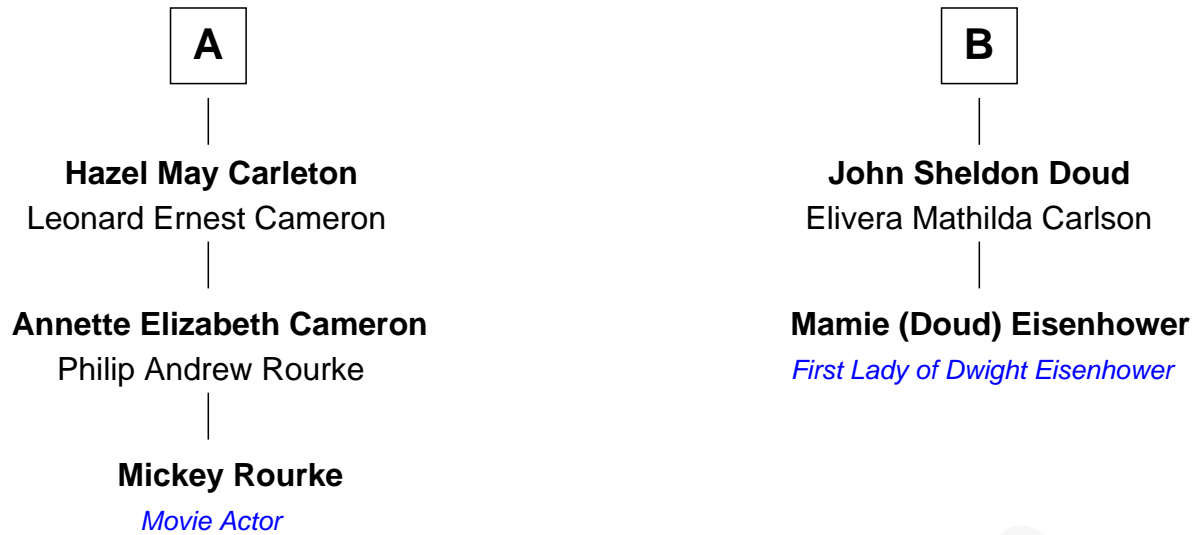 A
Hazel May Carleton
Leonard Ernest Cameron
Annette Elizabeth Cameron
Philip Andrew Rourke
Mickey Rourke
Movie Actor
B
John Sheldon Doud
Elivera Mathilda Carlson
Mamie (Doud) Eisenhower
First Lady of Dwight Eisenhower